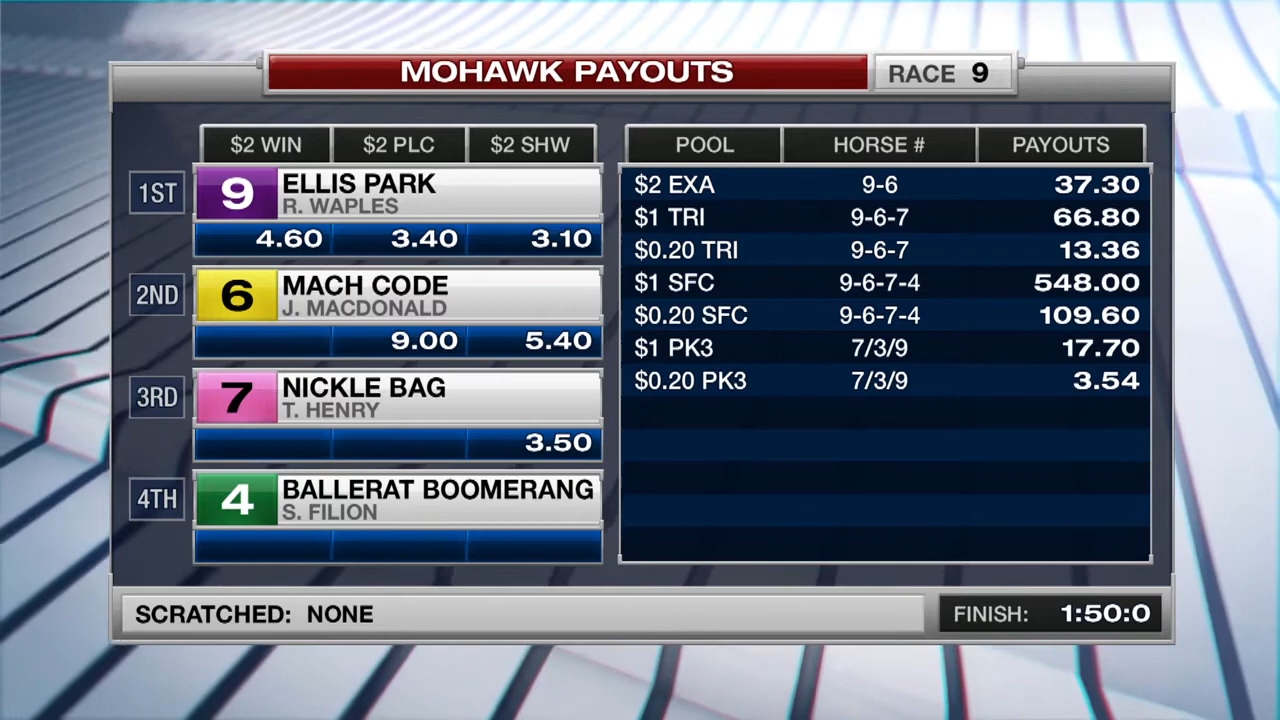 MOHAWK PAYOUTS
RACE 9
$2 WIN $2 PLC $2 SHW
1ST 9 ELLIS PARK
R. WAPLES
4.60 3.40 3.10
2ND 6 MACH CODE
J. MACDONALD
9.00 5.40
3RD 7 NICKLE BAG
T. HENRY
3.50
4TH 4 BALLERAT BOOMERANG
S. FILION
POOL HORSE # PAYOUTS
$2 EXA 9-6 37.30
$1 TRI 9-6-7 66.80
$0.20 TRI 9-6-7 13.36
$1 SFC 9-6-7-4 548.00
$0.20 SFC 9-6-7-4 109.60
$1 PK3 7/3/9 17.70
$0.20 PK3 7/3/9 3.54
SCRATCHED: NONE
FINISH: 1:50:0